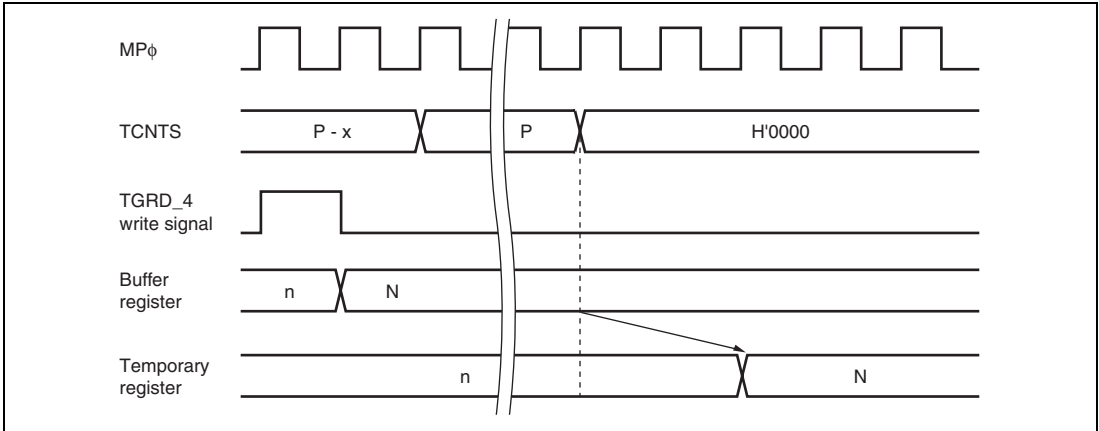 MPϕ
TCNTS
P - x
P
H'0000
TGRD_4
write signal
Buffer
register
n
N
Temporary
register
n
N